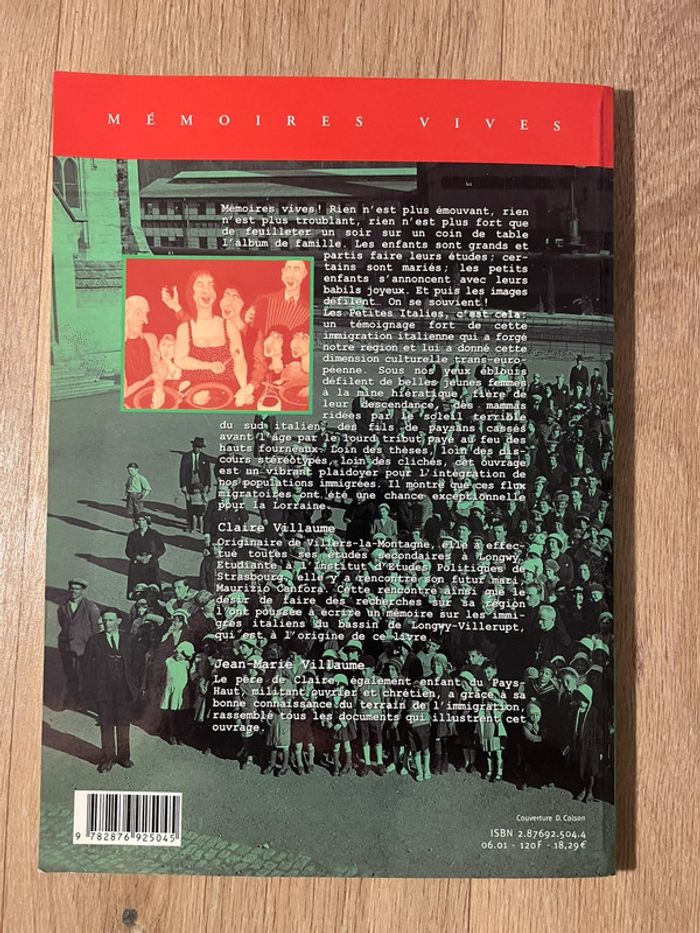 MÉMOIRES VIVES
Mémoires vives! Rien n'est plus émouvant, rien
n'est plus troublant, rien n'est plus fort que
de feuilleter un soir sur un coin de table
l'album de famille. Les enfants sont grands et
partis faire leurs études; cer-
tains sont mariés; les petits
enfants s'annoncent avec leurs
babils joyeux. Et puis les images
défilent. On se souvient!
Les Petites Italies, c'est cela:
un témoignage fort de cette
immigration italienne qui a forgé
notre région et lui a donné cette
dimension culturelle trans-euro-
péenne. Sous nos yeux éblouis
défilent de belles jeunes femmes
à la mine hiératique, fière de
leur descendance, des mammas
ridées par le soleil terrible
du sud italien, des fils de paysans cassés
avant l'âge par le lourd tribut payé au feu des
hauts fourneaux. Loin des thèses, loin des dis-
cours stéréotypés, loin des clichés, cet ouvrage
est un vibrant plaidoyer pour l'intégration de
nos populations immigrées. Il montre que ces flux
migratoires ont été une chance exceptionnelle
pour la Lorraine.
Claire Villaume
Originaire de Villers-la-Montagne, elle a effec-
tué toutes ses études secondaires à Longwy.
Etudiante à l'Institut d'Etudes Politiques de
Strasbourg, elle y a rencontré son futur mari,
Maurizio Canfora. Cette rencontre ainsi que le
désir de faire des recherches sur sa région
l'ont poussée à écrire un mémoire sur les immi-
grés italiens du bassin de Longwy-Villerupt,
qui est à l'origine de ce livre.
Jean-Marie Villaume
Le père de Claire, également enfant du Pays-
Haut, militant ouvrier et chrétien, a grâce à sa
bonne connaissance du terrain de l'immigration,
rassemblé tous les documents qui illustrent cet
ouvrage.
Couverture D. Colson
ISBN 2.87692.504.4
06.01 - 120F - 18,29€
9 782876 925045